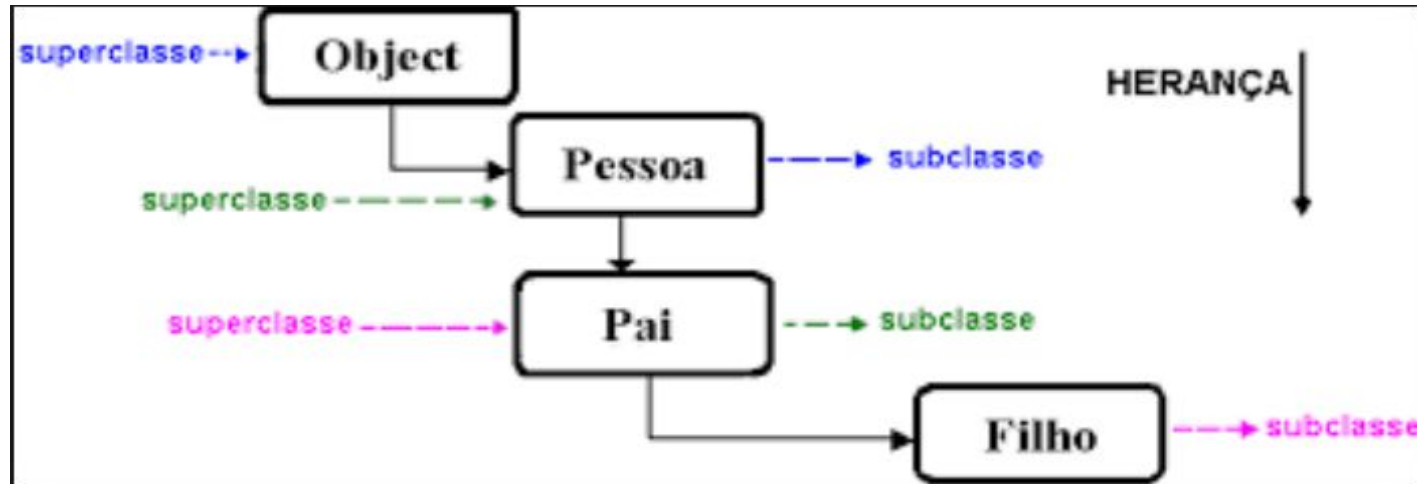 superclasse
Object
HERANÇA
Pessoa
subclasse
superclasse
superclasse
Pai
subclasse
Filho
subclasse